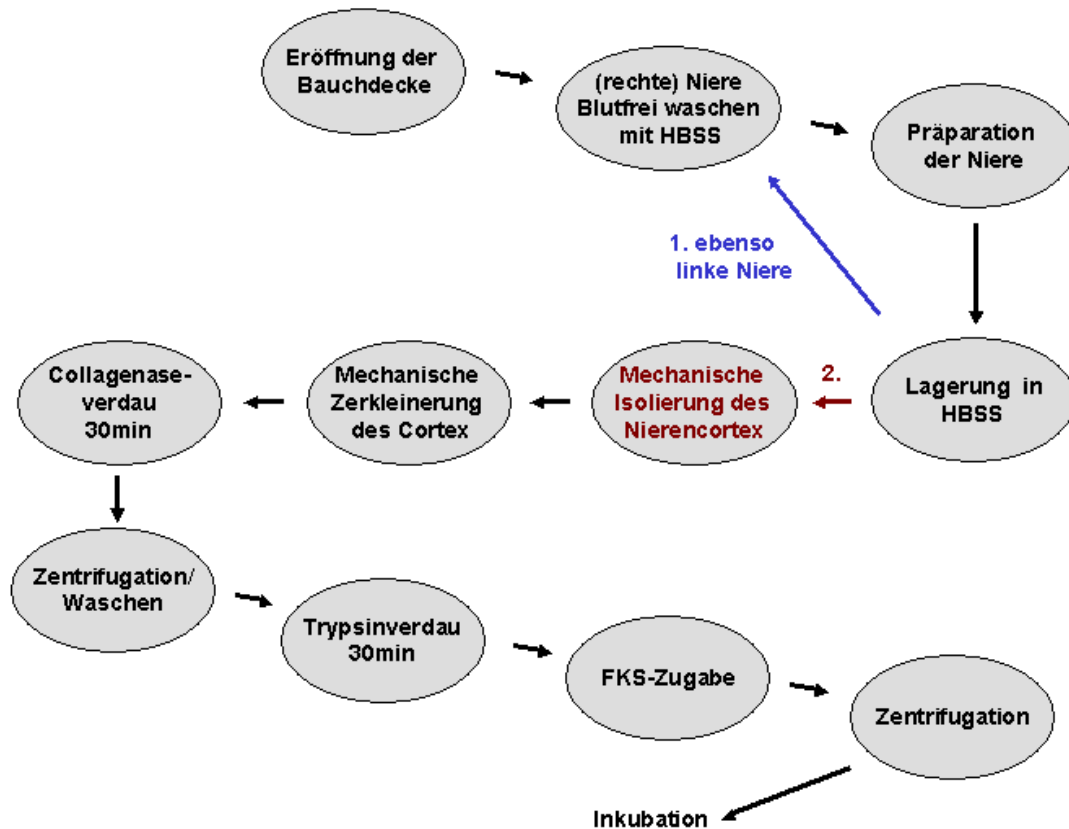 Eröffnung der
Bauchdecke
(rechte) Niere
Blutfrei waschen
mit HBSS
Präparation
der Niere
1. ebenso
linke Niere
Lagerung in
HBSS
2.
Mechanische
Isolierung des
Nierencortex
Mechanische
Zerkleinerung
des Cortex
Collagenase-
verdau
30min
Zentrifugation/
Waschen
Trypsinverdau
30min
FKS-Zugabe
Zentrifugation
Inkubation